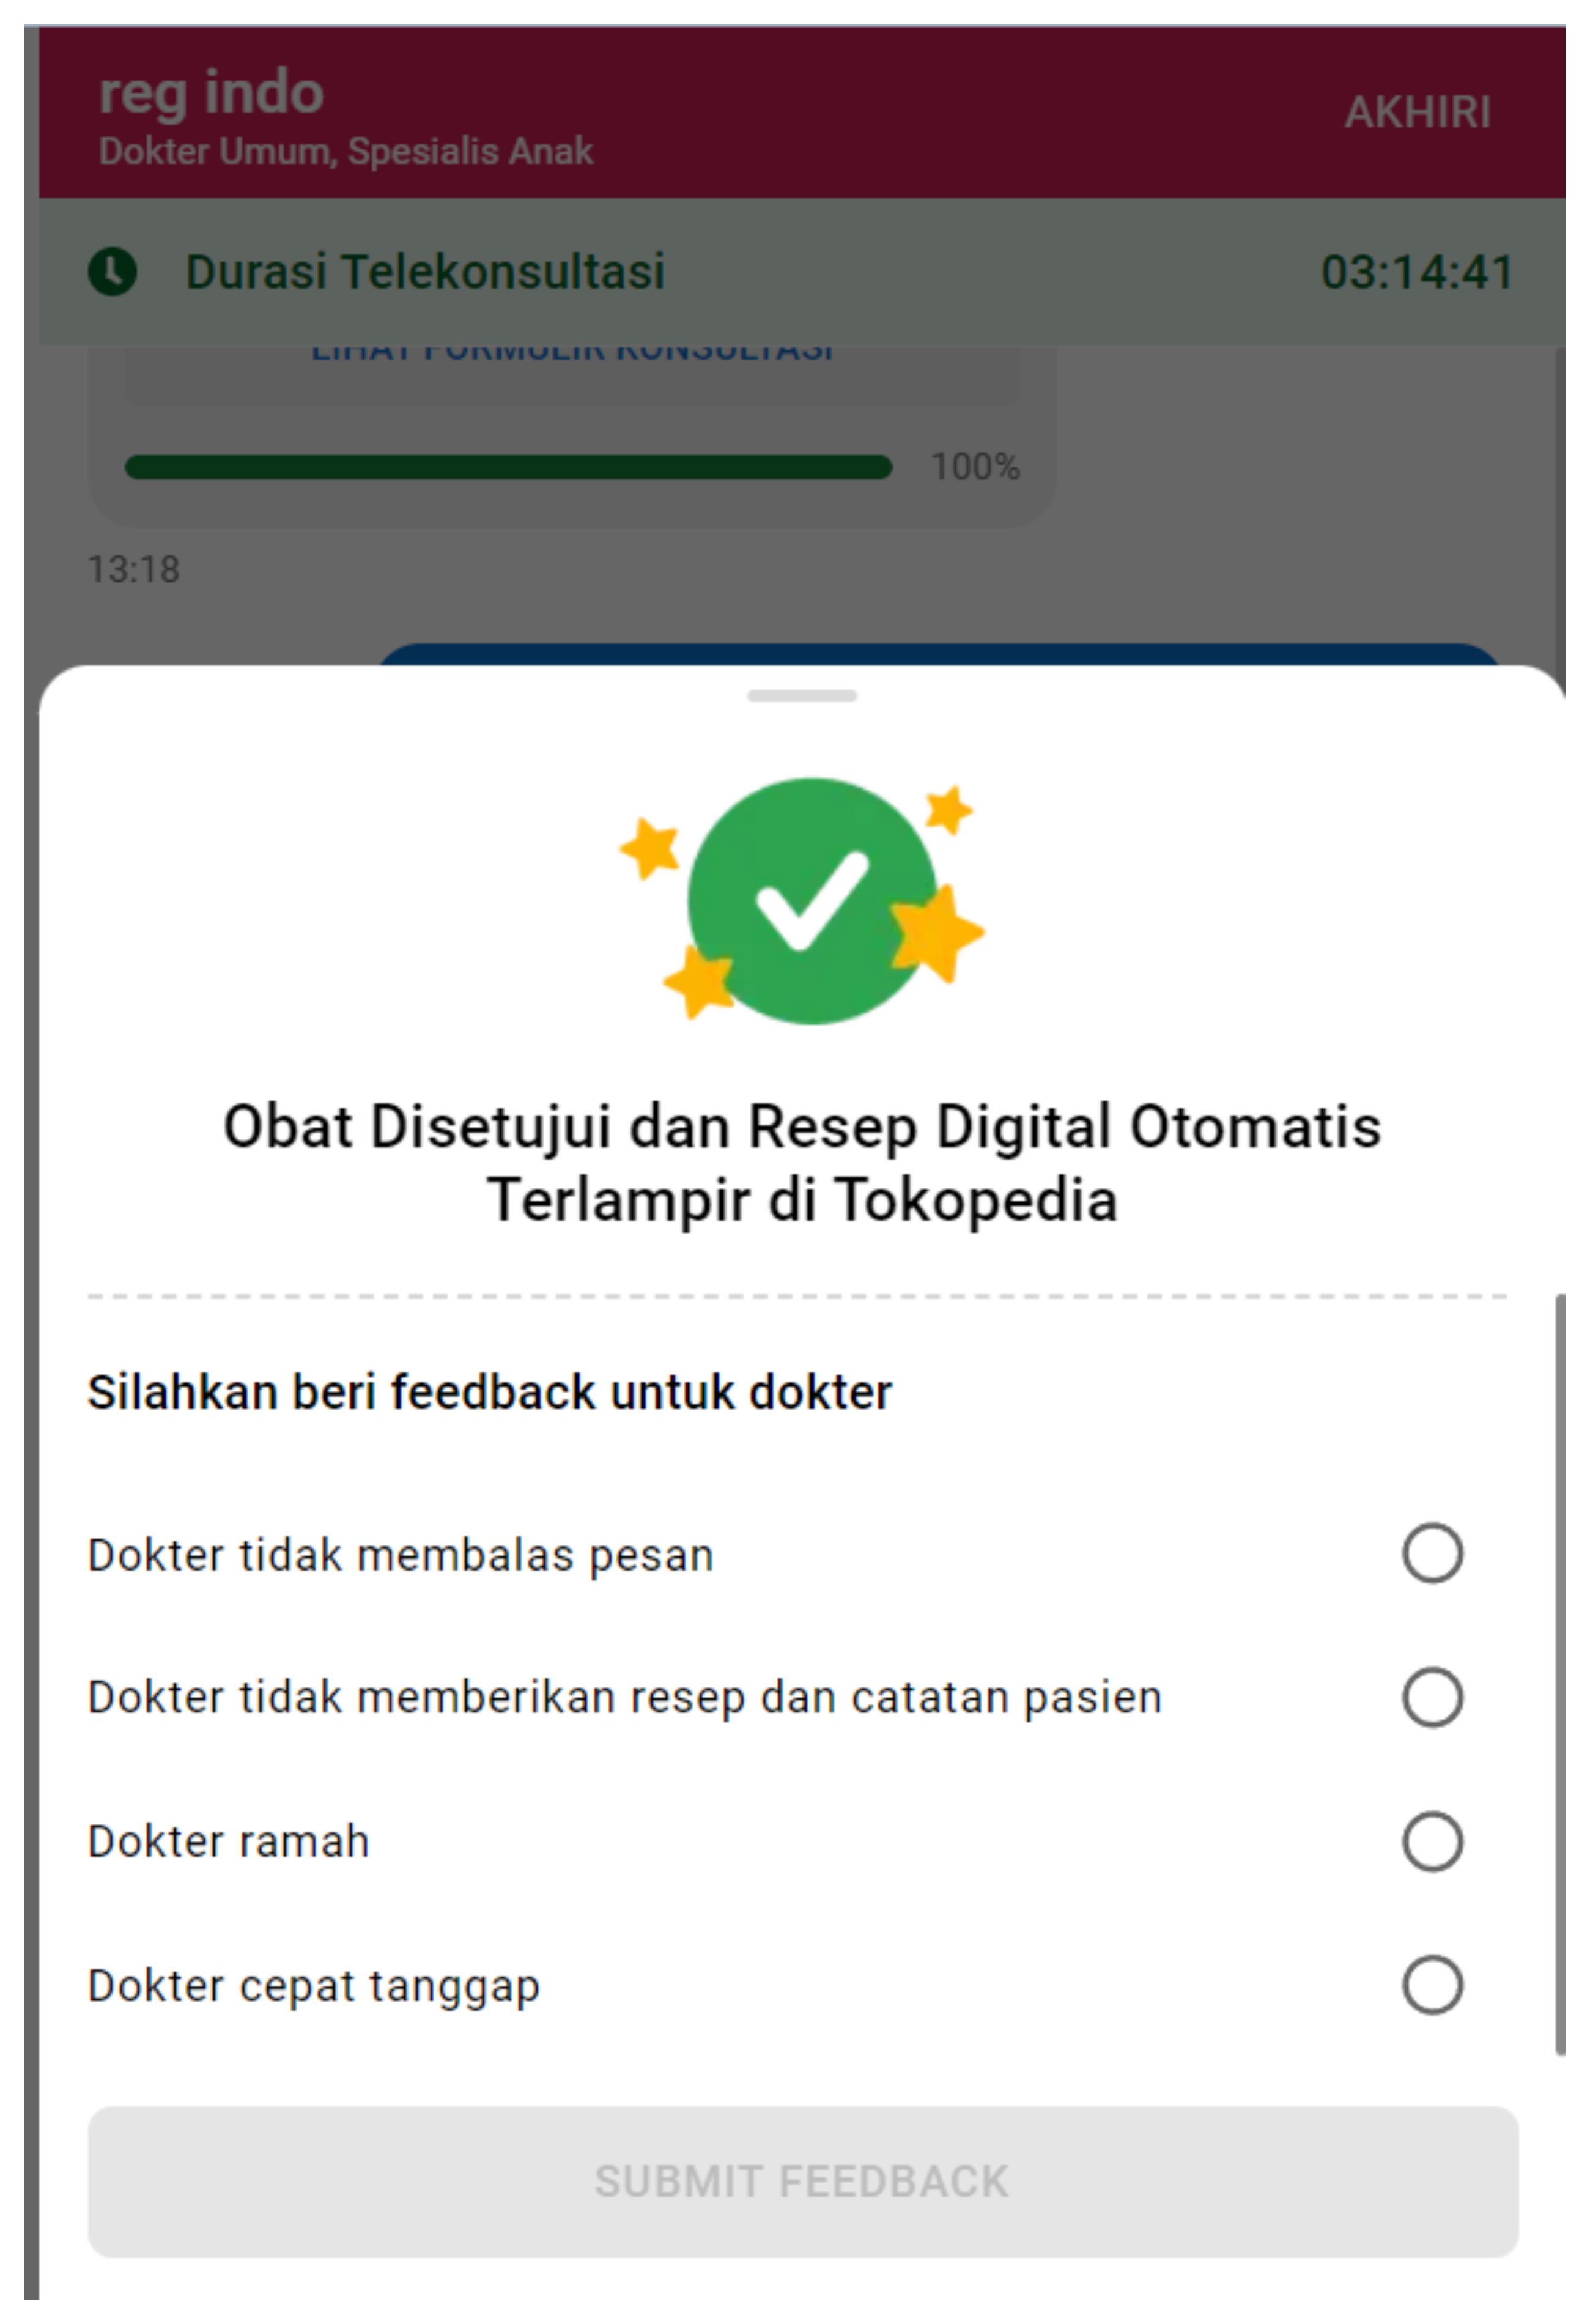 reg indo
AKHIRI
Dokter Umum, Spesialis Anak
Durasi Telekonsultasi
03:14:41
LIHAT FORMULIR KONSULTASI
100%
13:18
Obat Disetujui dan Resep Digital Otomatis
Terlampir di Tokopedia
Silahkan beri feedback untuk dokter
Dokter tidak membalas pesan
Dokter tidak memberikan resep dan catatan pasien
Dokter ramah
Dokter cepat tanggap
SUBMIT FEEDBACK